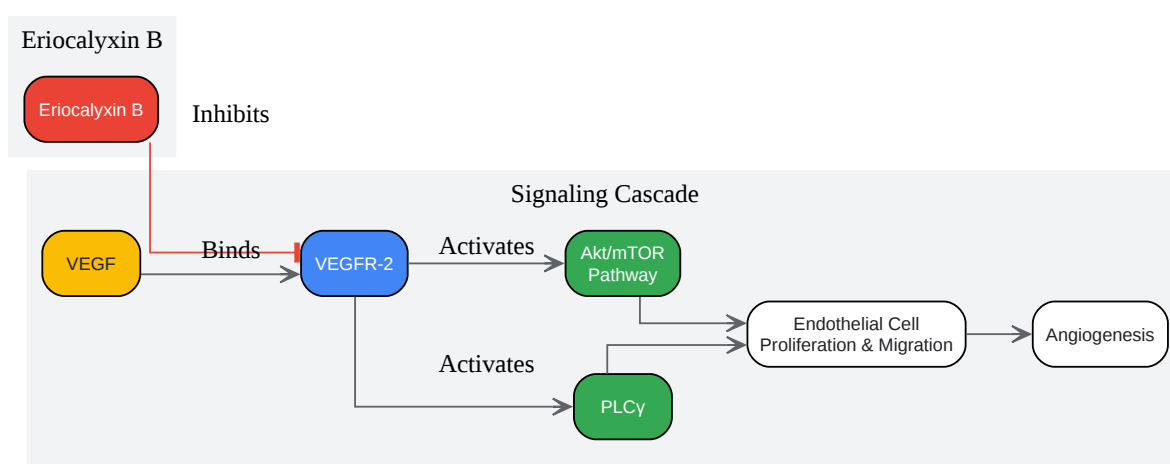 Eriocalyxin B
Eriocalyxin B
Inhibits
Signaling Cascade
VEGF
Binds
VEGFR-2
Activates
Akt/mTOR
Pathway
Endothelial Cell
Proliferation & Migration
Angiogenesis
Activates
PLCγ